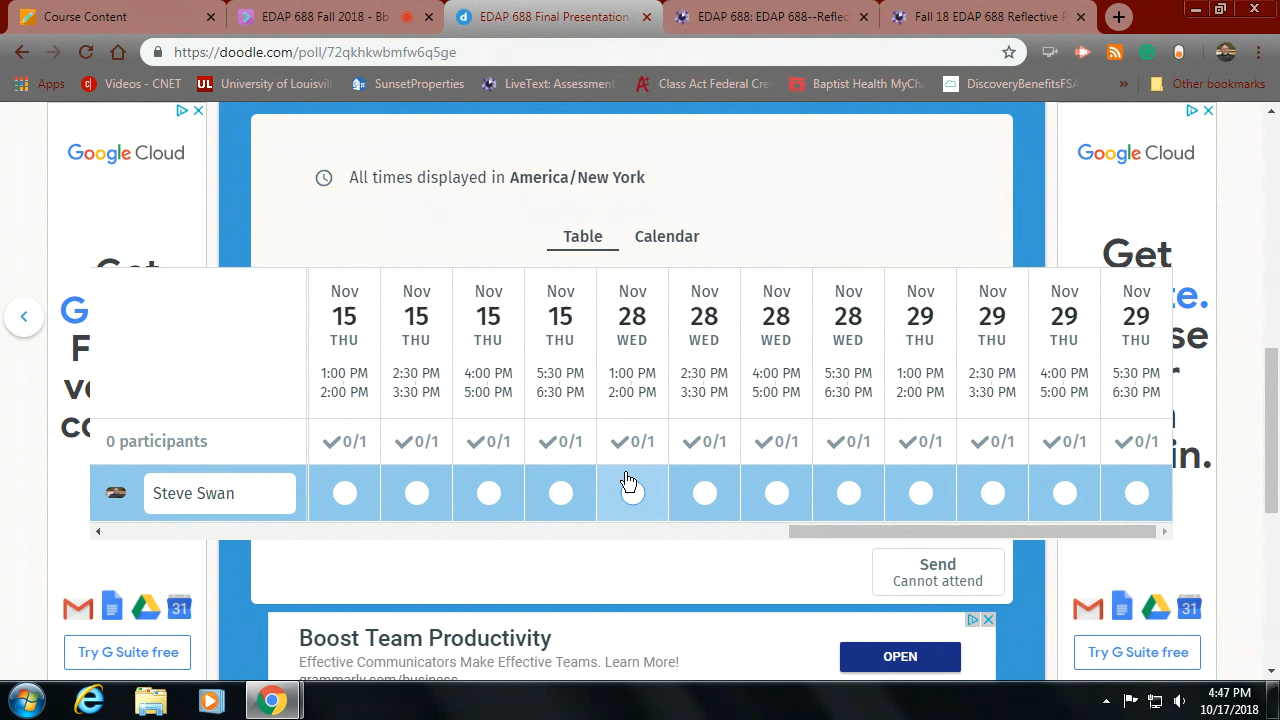 Course Content
EDAP 688 Fall 2018 - Bb
EDAP 688 Final Presentation
EDAP 688: EDAP 688--Reflec
Fall 18 EDAP 688 Reflective P
https://doodle.com/poll/72qkhkwbmfw6q5ge
Apps
Videos - CNET
UL University of Louisvil
SunsetProperties
LiveText: Assessment
Class Act Federal Cre
Baptist Health MyCha
DiscoveryBenefitsFSA
»
Other bookmarks
Google Cloud
Google Cloud
All times displayed in America/New York
Table Calendar
Get
Get
Nov Nov Nov Nov Nov Nov Nov Nov Nov Nov Nov Nov
15 15 15 15 28 28 28 28 29 29 29 29
THU THU THU THU WED WED WED WED THU THU THU THU
1:00 PM 2:30 PM 4:00 PM 5:30 PM 1:00 PM 2:30 PM 4:00 PM 5:30 PM 1:00 PM 2:30 PM 4:00 PM 5:30 PM
2:00 PM 3:30 PM 5:00 PM 6:30 PM 2:00 PM 3:30 PM 5:00 PM 6:30 PM 2:00 PM 3:30 PM 5:00 PM 6:30 PM
0 participants 0/1 0/1 0/1 0/1 0/1 0/1 0/1 0/1 0/1 0/1 0/1 0/1
Steve Swan
Send
Cannot attend
31
31
Try G Suite free
Try G Suite free
Boost Team Productivity
Effective Communicators Make Effective Teams. Learn More!
grammarly.com/business
OPEN
4:47 PM
10/17/2018